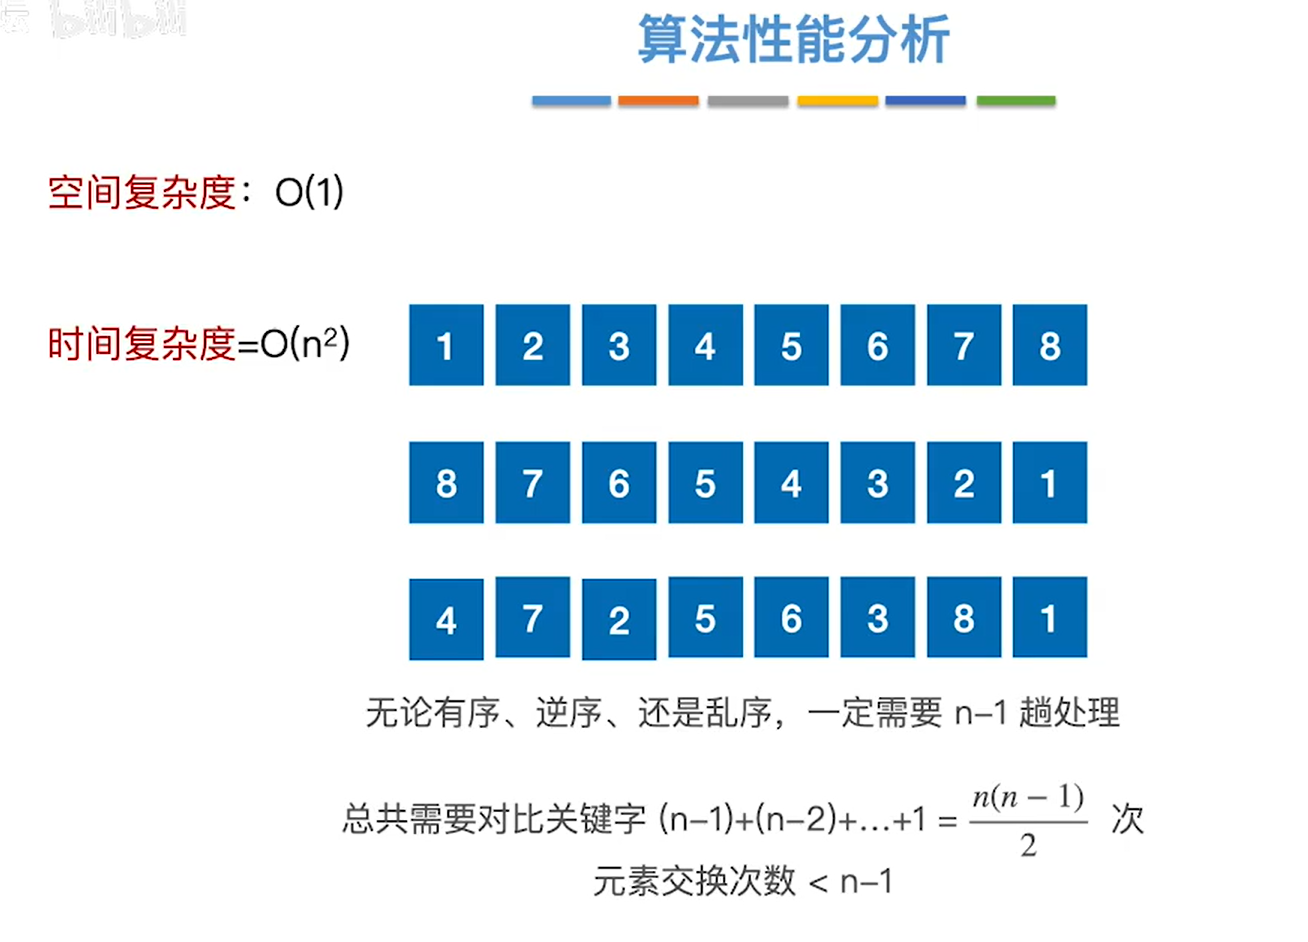 坛 bilibili
算法性能分析
空间复杂度：O(1)
时间复杂度=O(n²)
1 2 3 4 5 6 7 8
8 7 6 5 4 3 2 1
4 7 2 5 6 3 8 1
无论有序、逆序、还是乱序，一定需要 n–1 趟处理
总共需要对比关键字 (n–1)+(n–2)+…+1 = n(n − 1)/2 次
元素交换次数 < n–1